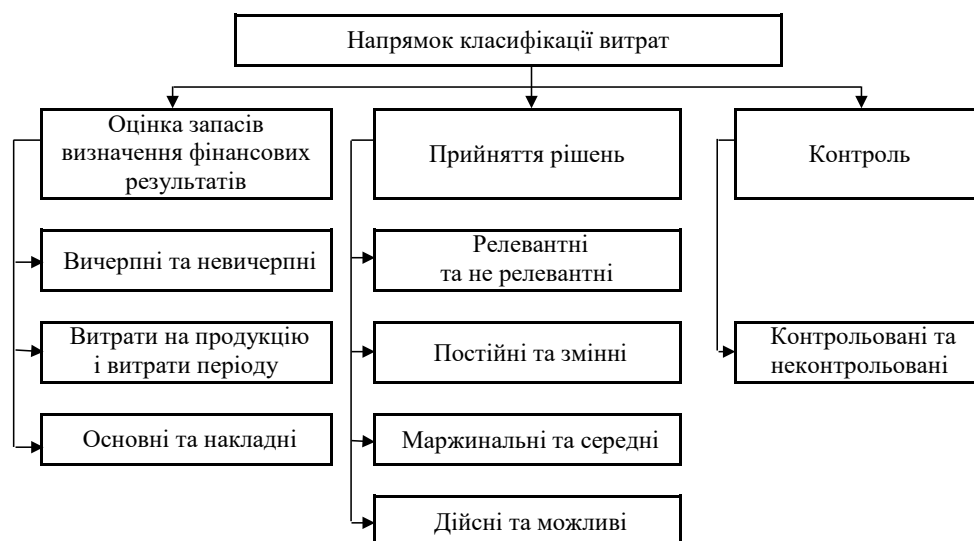 Напрямок класифікації витрат
Оцінка запасів
визначення фінансових
результатів
Прийняття рішень
Контроль
Вичерпні та невичерпні
Релевантні
та не релевантні
Витрати на продукцію
і витрати періоду
Постійні та змінні
Контрольовані та
неконтрольовані
Основні та накладні
Маржинальні та середні
Дійсні та можливі